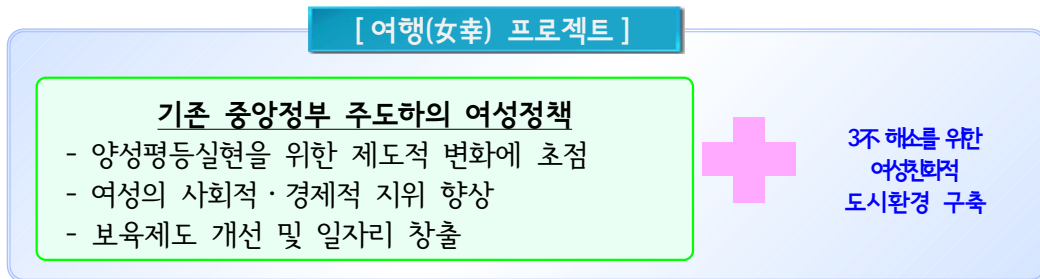 [ 여행(女幸) 프로젝트 ]
기존 중앙정부 주도하의 여성정책
- 양성평등실현을 위한 제도적 변화에 초점
- 여성의 사회적 · 경제적 지위 향상
- 보육제도 개선 및 일자리 창출
3不 해소를 위한
여성친화적
도시환경 구축